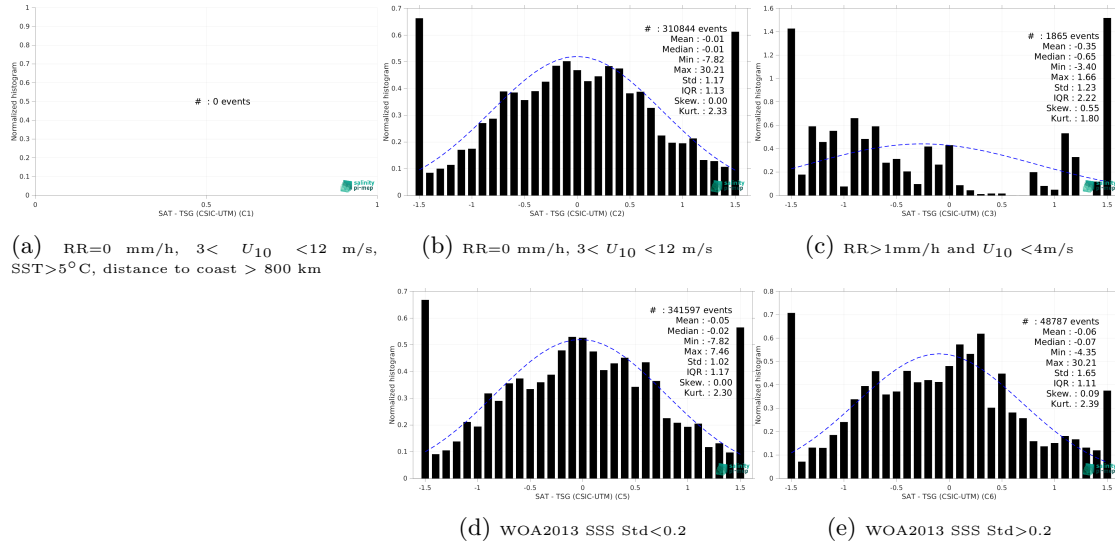 1
0.9
0.8
0.7
0.6
0.5
0.4
0.3
0.2
0.1
0
Normalized histogram
# : 0 events
salinity
pi-mep
0 0.5 1
SAT - TSG (CSIC-UTM) (C1)
(a) RR=0 mm/h, 3< U10 <12 m/s,
SST>5°C, distance to coast > 800 km
0.7
0.6
0.5
0.4
0.3
0.2
0.1
0
Normalized histogram
# : 310844 events
Mean : -0.01
Median : -0.01
Min : -7.82
Max : 30.21
Std : 1.17
IQR : 1.13
Skew. : 0.00
Kurt. : 2.33
salinity
pi-mep
-1.5 -1 -0.5 0 0.5 1 1.5
SAT - TSG (CSIC-UTM) (C2)
(b) RR=0 mm/h, 3< U10 <12 m/s
1.6
1.4
1.2
1.0
0.8
0.6
0.4
0.2
0
Normalized histogram
# : 1865 events
Mean : -0.35
Median : -0.65
Min : -3.40
Max : 1.66
Std : 1.23
IQR : 2.22
Skew. : 0.55
Kurt. : 1.80
salinity
pi-mep
-1.5 -1 -0.5 0 0.5 1 1.5
SAT - TSG (CSIC-UTM) (C3)
(c) RR>1mm/h and U10 <4m/s
0.7
0.6
0.5
0.4
0.3
0.2
0.1
0
Normalized histogram
# : 341597 events
Mean : -0.05
Median : -0.02
Min : -7.82
Max : 7.46
Std : 1.02
IQR : 1.17
Skew. : 0.00
Kurt. : 2.30
salinity
pi-mep
-1.5 -1 -0.5 0 0.5 1 1.5
SAT - TSG (CSIC-UTM) (C5)
(d) WOA2013 SSS Std<0.2
0.8
0.7
0.6
0.5
0.4
0.3
0.2
0.1
0
Normalized histogram
# : 48787 events
Mean : -0.06
Median : -0.07
Min : -4.35
Max : 30.21
Std : 1.65
IQR : 1.11
Skew. : 0.09
Kurt. : 2.39
salinity
pi-mep
-1.5 -1 -0.5 0 0.5 1 1.5
SAT - TSG (CSIC-UTM) (C6)
(e) WOA2013 SSS Std>0.2